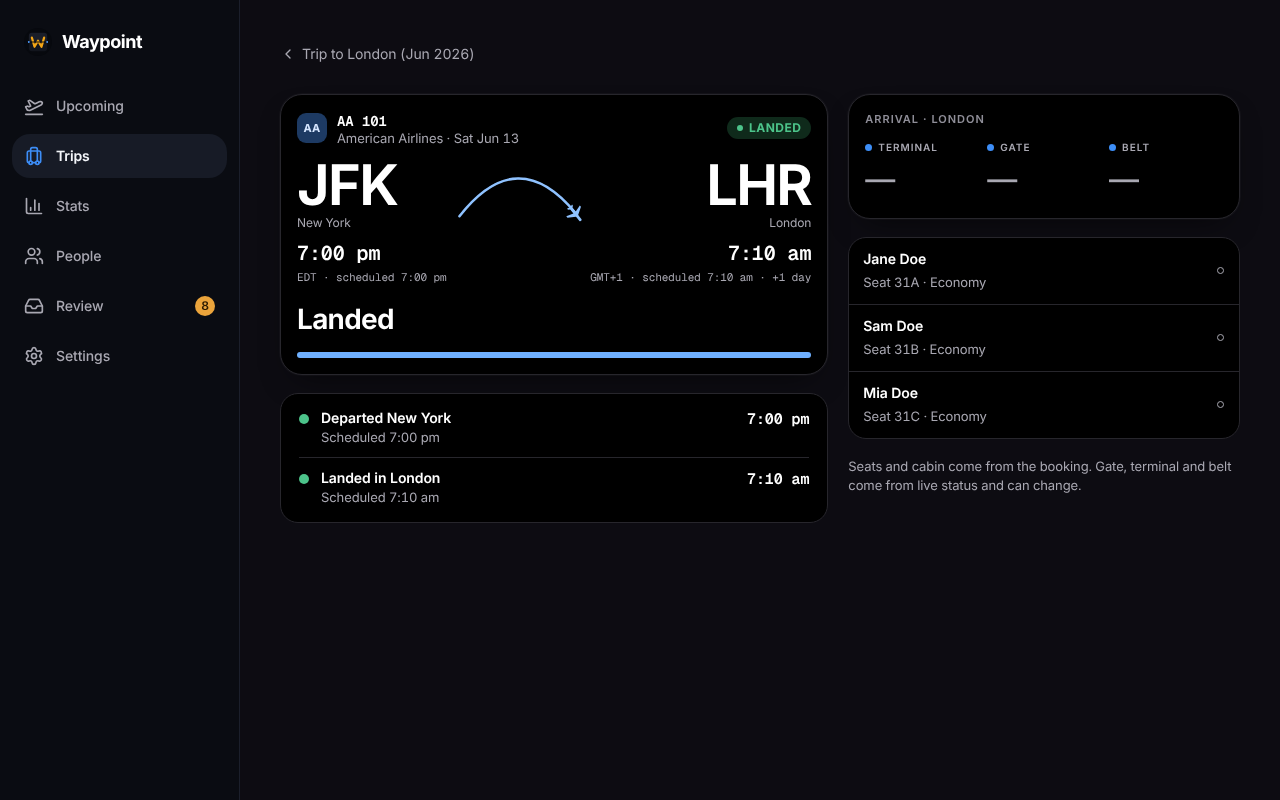 Waypoint
Upcoming
Trips
Stats
People
Review 8
Settings
Trip to London (Jun 2026)
AA
AA 101
American Airlines · Sat Jun 13
LANDED
JFK
LHR
New York
London
7:00 pm
7:10 am
EDT · scheduled 7:00 pm
GMT+1 · scheduled 7:10 am · +1 day
Landed
Departed New York
7:00 pm
Scheduled 7:00 pm
Landed in London
7:10 am
Scheduled 7:10 am
ARRIVAL · LONDON
TERMINAL
GATE
BELT
—
—
—
Jane Doe
Seat 31A · Economy
Sam Doe
Seat 31B · Economy
Mia Doe
Seat 31C · Economy
Seats and cabin come from the booking. Gate, terminal and belt
come from live status and can change.